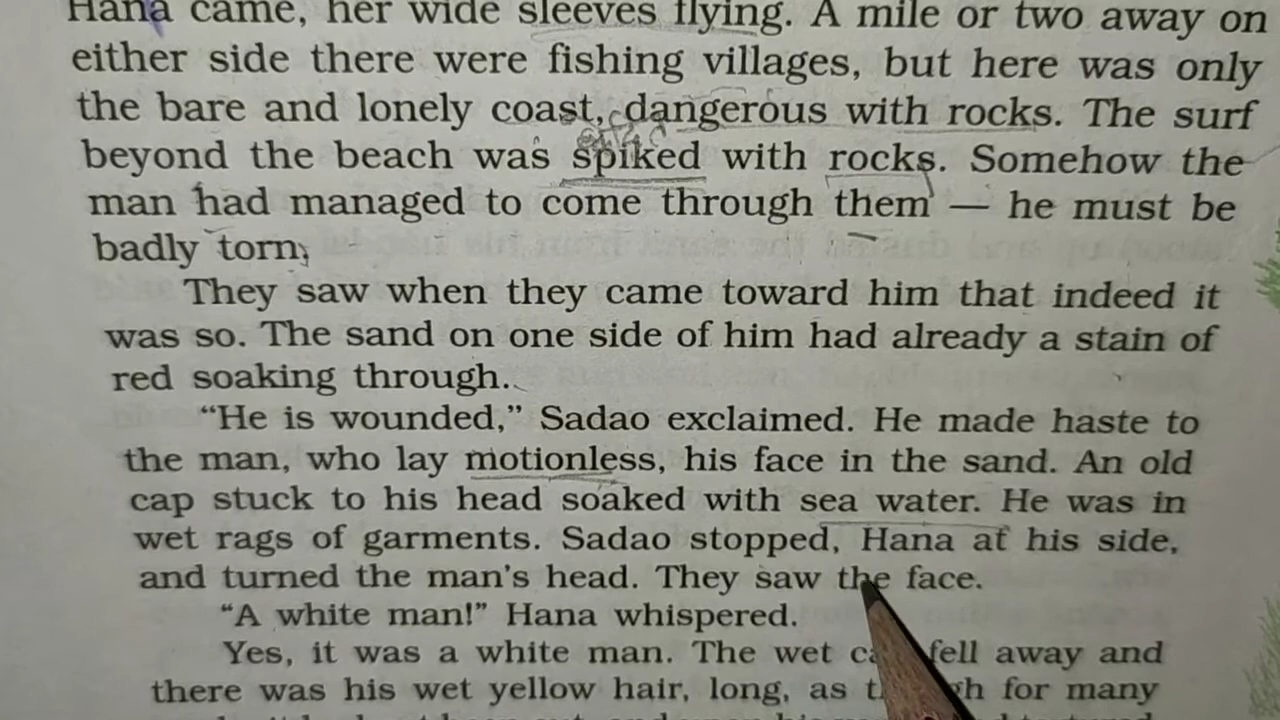 Hana came, her wide sleeves flying. A mile or two away on
either side there were fishing villages, but here was only
the bare and lonely coast, dangerous with rocks. The surf
beyond the beach was spiked with rocks. Somehow the
man had managed to come through them — he must be
badly torn.
They saw when they came toward him that indeed it
was so. The sand on one side of him had already a stain of
red soaking through.
“He is wounded,” Sadao exclaimed. He made haste to
the man, who lay motionless, his face in the sand. An old
cap stuck to his head soaked with sea water. He was in
wet rags of garments. Sadao stopped, Hana at his side,
and turned the man’s head. They saw the face.
“A white man!” Hana whispered.
Yes, it was a white man. The wet fell away and
there was his wet yellow hair, long, as for many